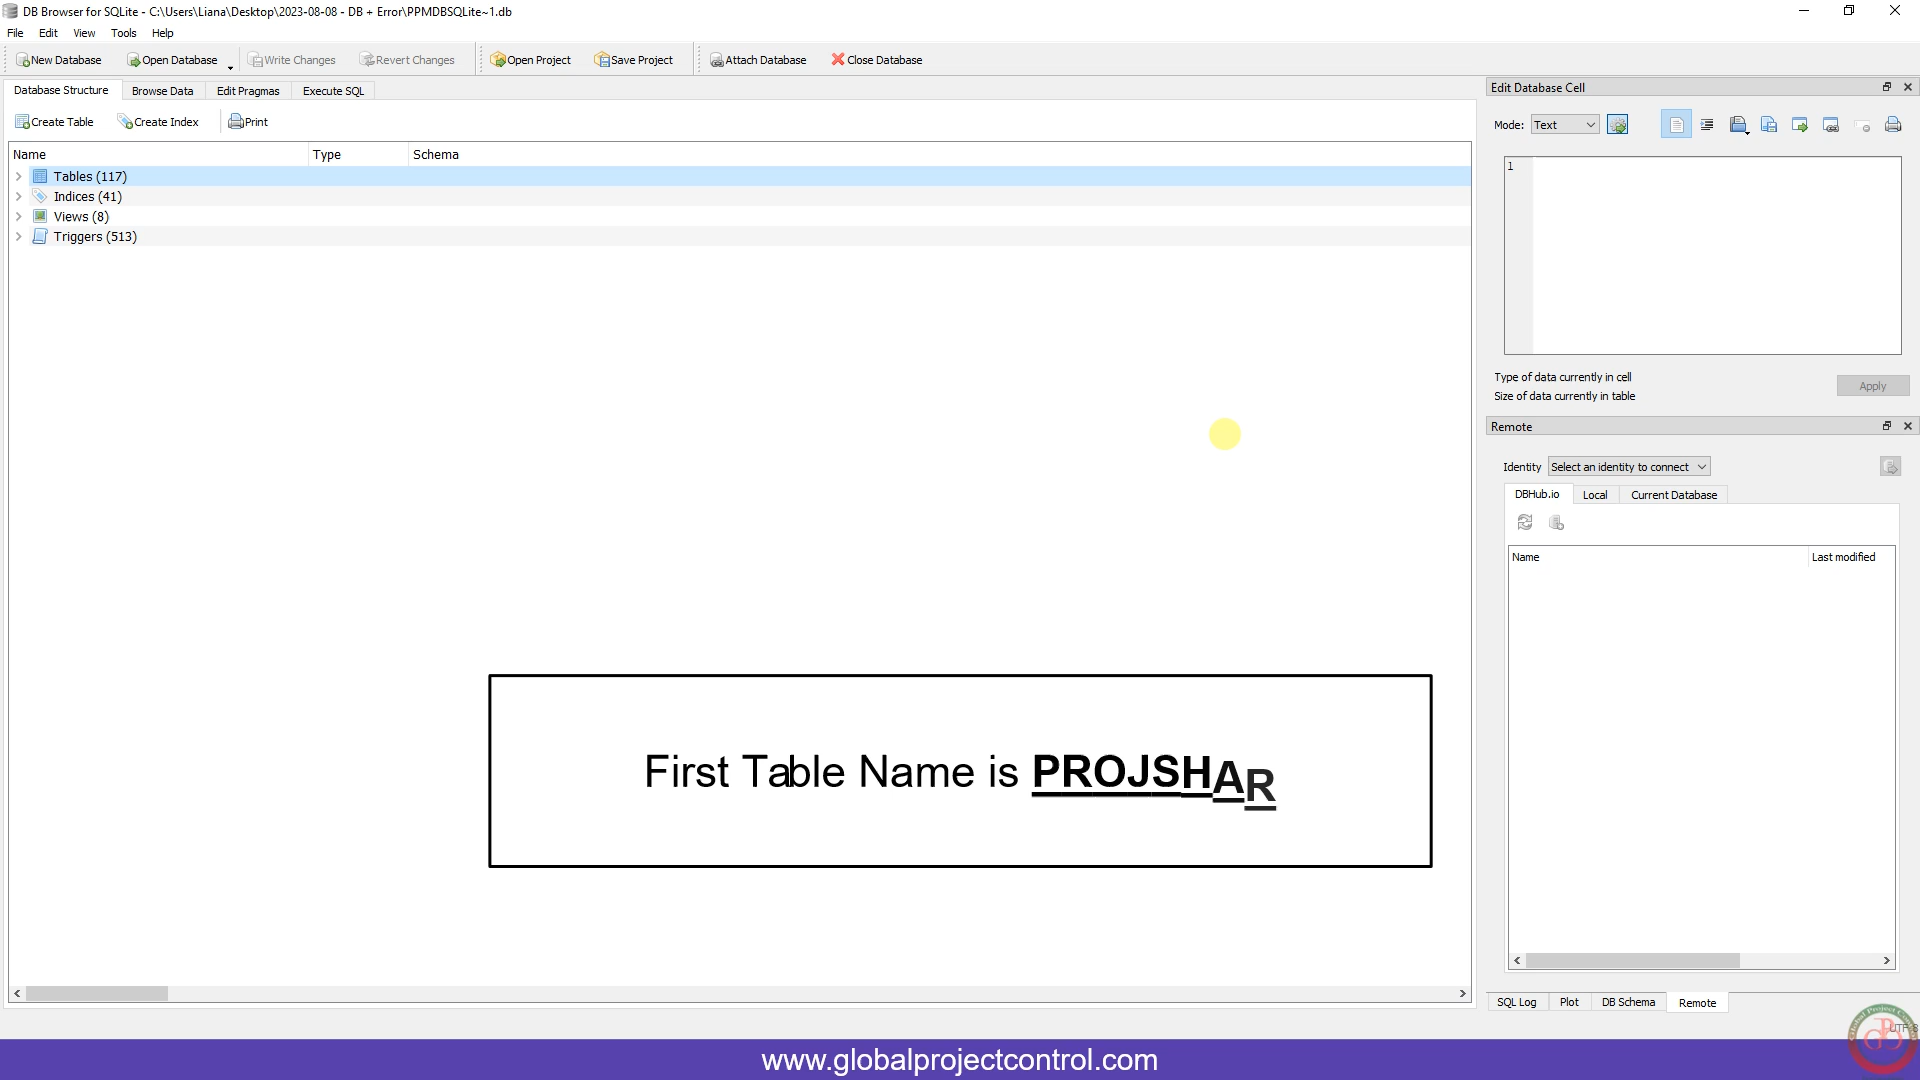 DB Browser for SQLite - C:\Users\Liana\Desktop\2023-08-08 - DB + Error\PPMDBSQLite~1.db
File Edit View Tools Help
New Database Open Database Write Changes Revert Changes Open Project Save Project Attach Database Close Database
Database Structure Browse Data Edit Pragmas Execute SQL
Create Table Create Index Print
Name Type Schema
Tables (117)
Indices (41)
Views (8)
Triggers (513)
Edit Database Cell
Mode: Text
1
Type of data currently in cell
Size of data currently in table
Apply
Remote
Identity Select an identity to connect
DBHub.io Local Current Database
Name Last modified
First Table Name is PROJSHAR
SQL Log Plot DB Schema Remote
UTF-8
www.globalprojectcontrol.com